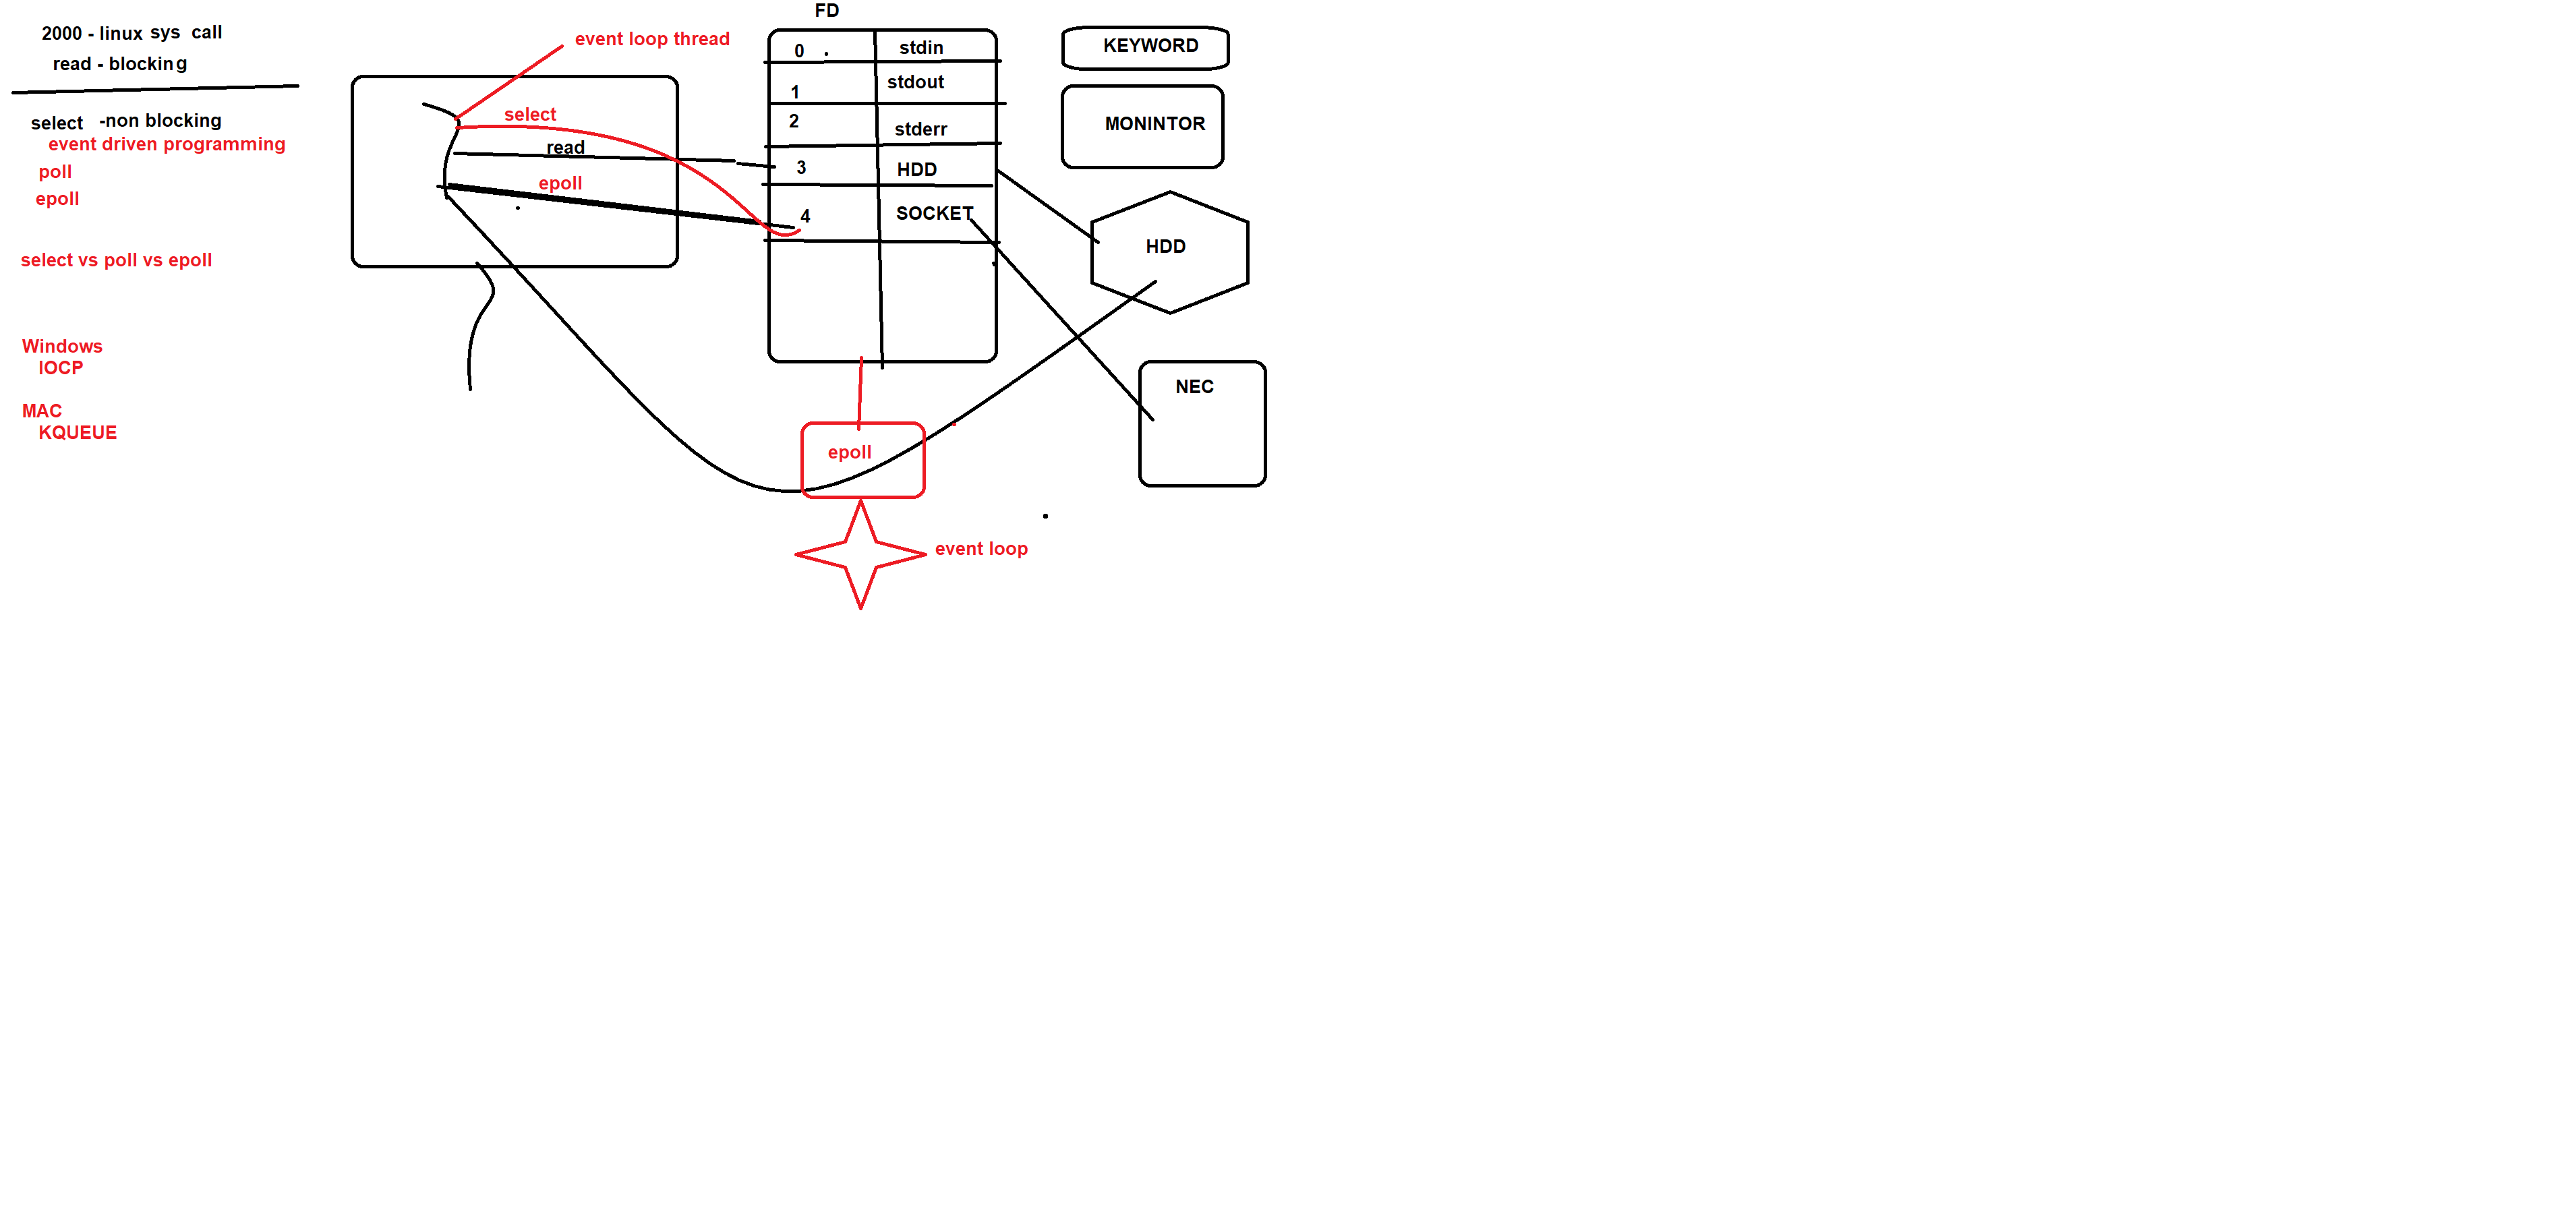 2000 - linux sys call
read - blocking
select -non blocking
event driven programming
poll
epoll
select vs poll vs epoll
Windows
IOCP
MAC
KQUEUE
event loop thread
select
read
epoll
FD
0 stdin
1 stdout
2 stderr
3 HDD
4 SOCKET
KEYWORD
MONINTOR
HDD
NEC
epoll
event loop